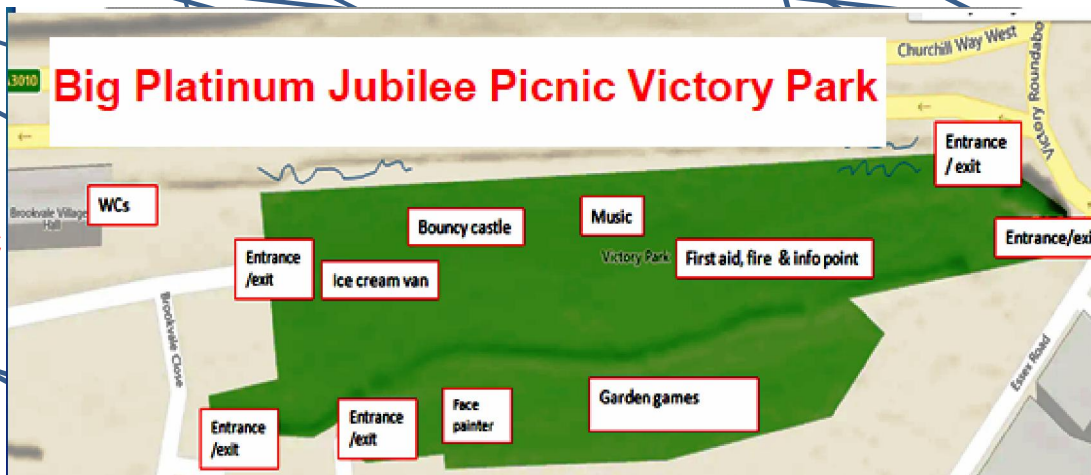 Big Platinum Jubilee Picnic Victory Park
3010
Churchill Way West
Victory Roundabo
Entrance
/ exit
WCs
Brookvale Village
Hall
Music
Bouncy castle
Entrance/exi
Entrance
/exit
Victory Park
First aid, fire & info point
Ice cream van
Brookvale Close
Essex Road
Face
painter
Garden games
Entrance
/exit
Entrance
/exit